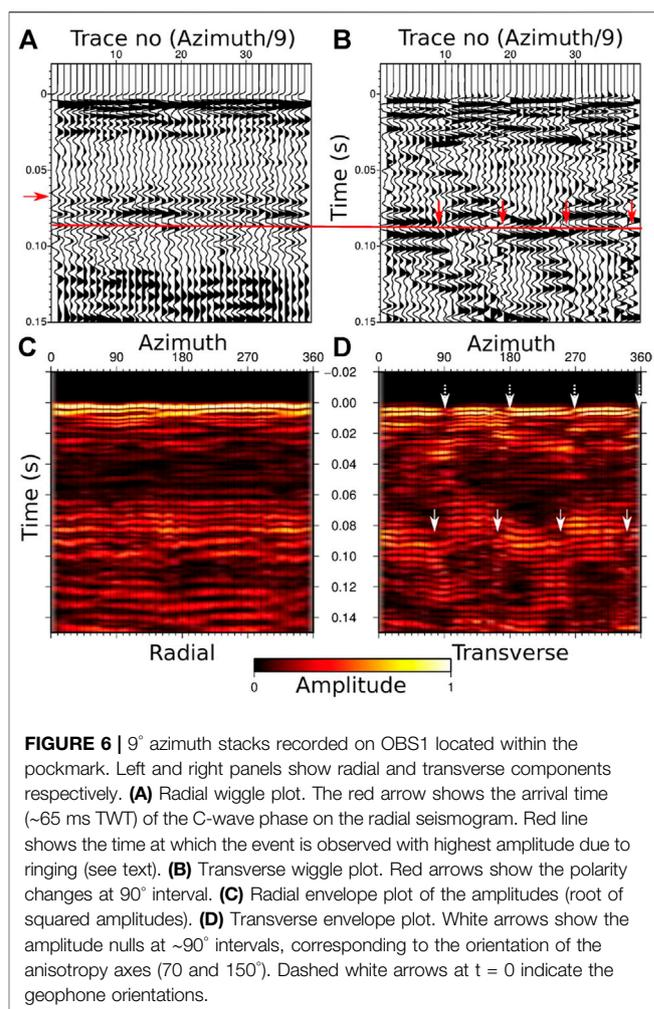 A
Trace no (Azimuth/9)
10 20 30
B
Trace no (Azimuth/9)
10 20 30
0
0.05
0.10
0.15
Time (s)
0
0.05
0.10
0.15
C
Azimuth
0 90 180 270 360
D
Azimuth
0 90 180 270 360
Time (s)
−0.02
0.00
0.02
0.04
0.06
0.08
0.10
0.12
0.14
Radial
Transverse
0 1
Amplitude
FIGURE 6 | 9° azimuth stacks recorded on OBS1 located within the
pockmark. Left and right panels show radial and transverse components
respectively. (A) Radial wiggle plot. The red arrow shows the arrival time
(~65 ms TWT) of the C-wave phase on the radial seismogram. Red line
shows the time at which the event is observed with highest amplitude due to
ringing (see text). (B) Transverse wiggle plot. Red arrows show the polarity
changes at 90° interval. (C) Radial envelope plot of the amplitudes (root of
squared amplitudes). (D) Transverse envelope plot. White arrows show the
amplitude nulls at ~90° intervals, corresponding to the orientation of the
anisotropy axes (70 and 150°). Dashed white arrows at t = 0 indicate the
geophone orientations.